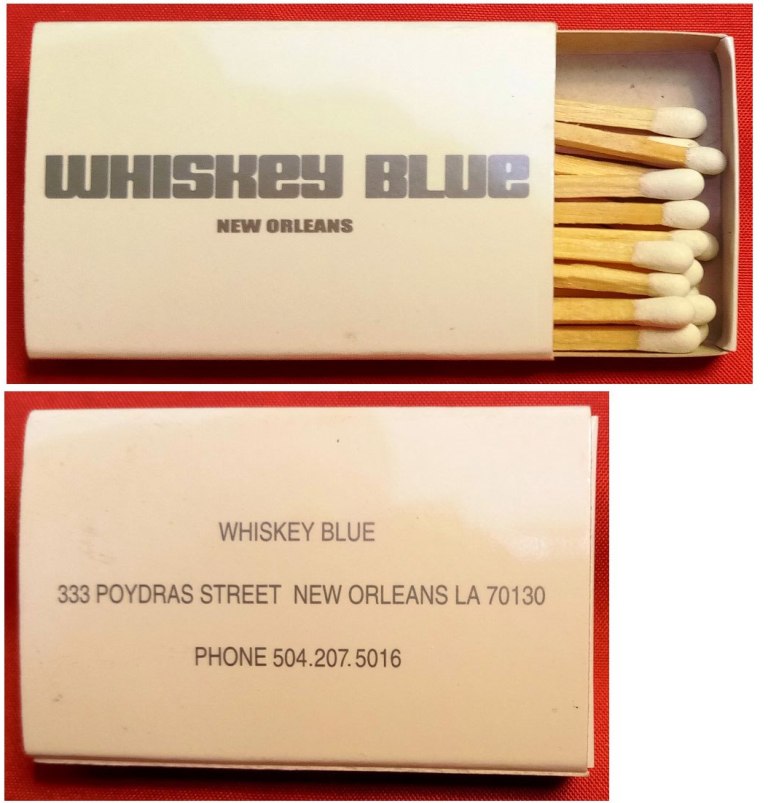 WHISKEY BLUE
NEW ORLEANS
WHISKEY BLUE
333 POYDRAS STREET NEW ORLEANS LA 70130
PHONE 504.207.5016